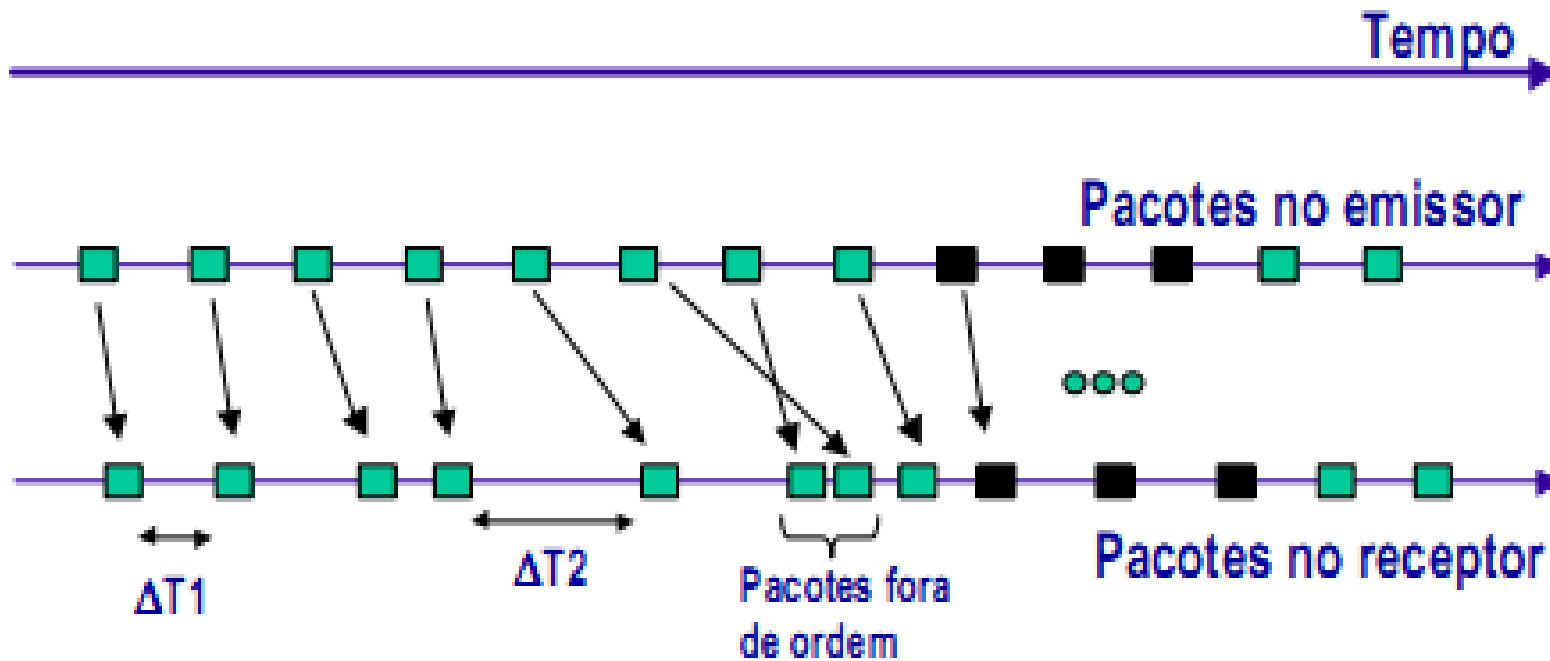 Tempo
Pacotes no emissor
Pacotes no receptor
ΔT1
ΔT2
Pacotes fora
de ordem